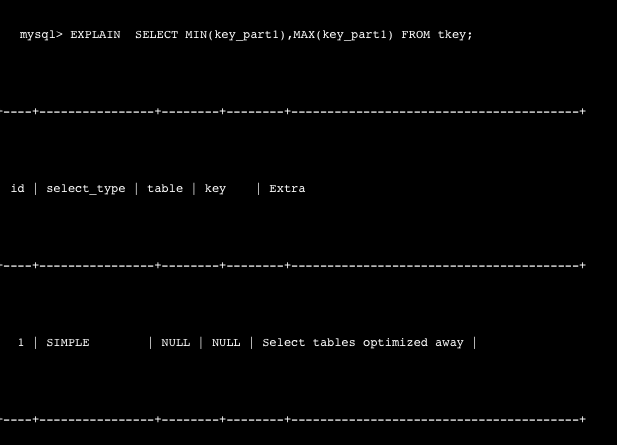 mysql> EXPLAIN  SELECT MIN(key_part1),MAX(key_part1) FROM tkey;
+----+----------------+--------+--------+----------------------------------------+
id | select_type | table | key    | Extra
+----+----------------+--------+--------+----------------------------------------+
1 | SIMPLE        | NULL | NULL | Select tables optimized away |
+----+----------------+--------+--------+----------------------------------------+